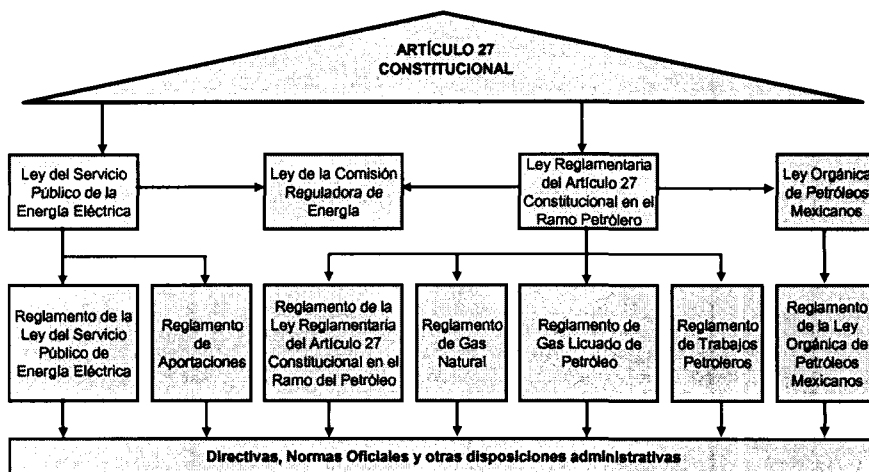 ARTÍCULO 27
CONSTITUCIONAL
Ley del Servicio
Público de la
Energía Eléctrica
Ley de la Comisión
Reguladora de
Energía
Ley Reglamentaria
del Artículo 27
Constitucional en el
Ramo Petrólero
Ley Orgánica
de Petróleos
Mexicanos
Reglamento de la
Ley del Servicio
Público de
Energía Eléctrica
Reglamento
de
Aportaciones
Reglamento de la
Ley Reglamentaria
del Artículo 27
Constitucional en el
Ramo del Petróleo
Reglamento
de Gas
Natural
Reglamento de
Gas Licuado de
Petróleo
Reglamento
de Trabajos
Petroleros
Reglamento
de la Ley
Orgánica de
Petróleos
Mexicanos
Directivas, Normas Oficiales y otras disposiciones administrativas